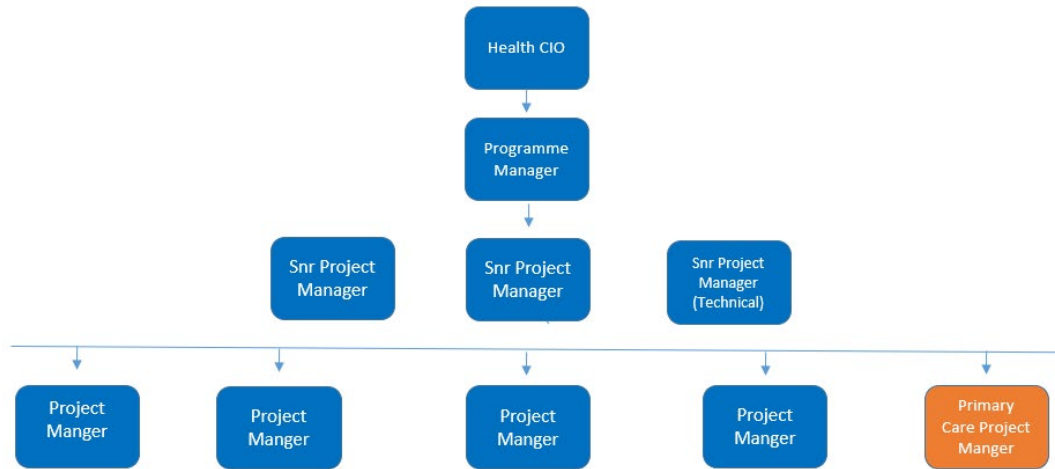 Health CIO
Programme
Manager
Snr Project
Manager
Snr Project
Manager
Snr Project
Manager
(Technical)
Project
Manger
Project
Manger
Project
Manger
Project
Manger
Primary
Care Project
Manger